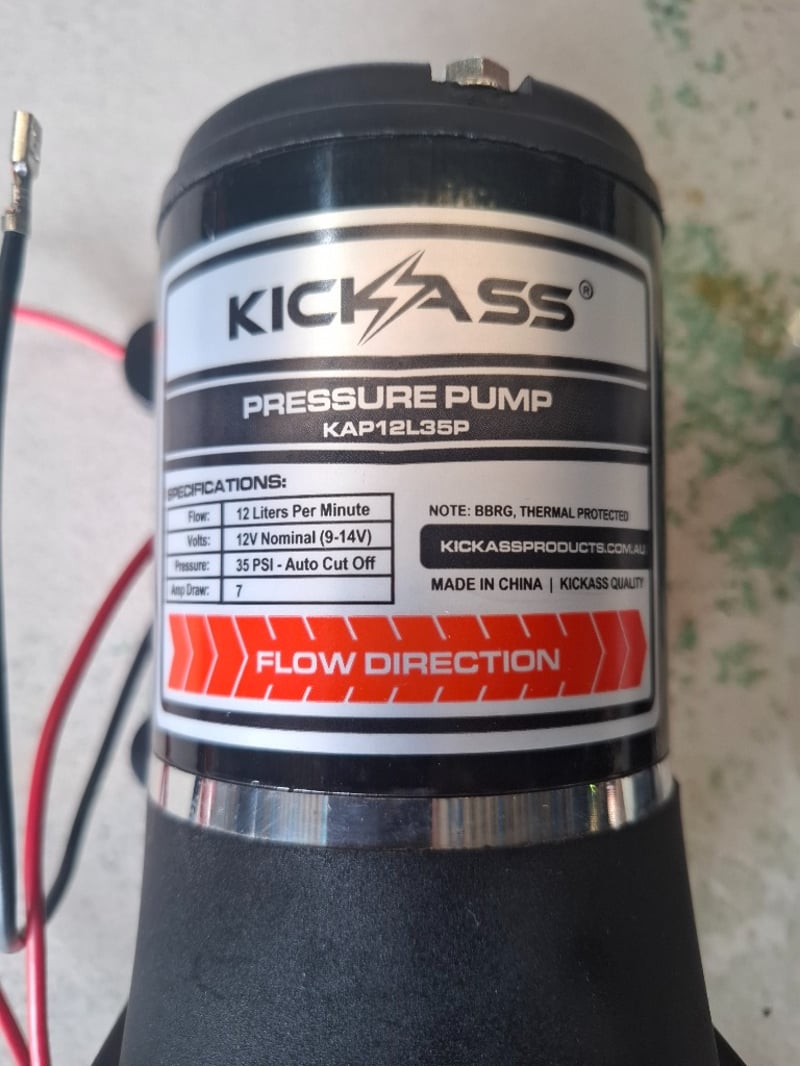 KICKASS®
PRESSURE PUMP
KAP12L35P
SPECIFICATIONS:
Flow: 12 Liters Per Minute
Volts: 12V Nominal (9-14V)
Pressure: 35 PSI - Auto Cut Off
Amp Draw: 7
NOTE: BBRG, THERMAL PROTECTED
KICKASSPRODUCTS.COM.AU
MADE IN CHINA | KICKASS QUALITY
FLOW DIRECTION